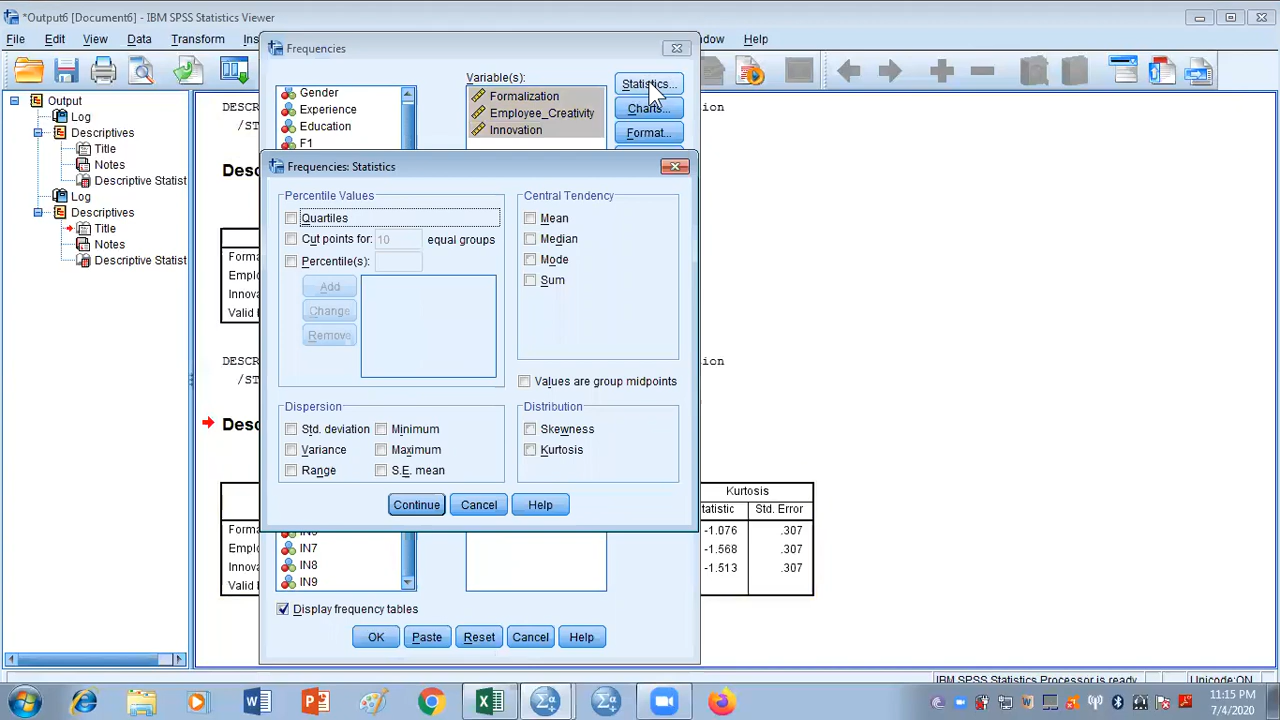 *Output6 [Document6] - IBM SPSS Statistics Viewer
File Edit View Data Transform Help
Frequencies
Variable(s):
Gender
Experience
Education
F1
Formalization
Employee_Creativity
Innovation
Statistics...
Charts...
Format...
Output
Log
Descriptives
Title
Notes
Descriptive Statist
Log
Descriptives
Title
Notes
Descriptive Statist
Frequencies: Statistics
Percentile Values
Quartiles
Cut points for: 10 equal groups
Percentile(s):
Add
Change
Remove
Central Tendency
Mean
Median
Mode
Sum
Values are group midpoints
Dispersion
Std. deviation
Minimum
Variance
Maximum
Range
S.E. mean
Distribution
Skewness
Kurtosis
Continue Cancel Help
IN7
IN8
IN9
Display frequency tables
OK Paste Reset Cancel Help
Kurtosis
Std. Error
-1.076 .307
-1.568 .307
-1.513 .307
IBM SPSS Statistics Processor is ready
Unicode:ON
11:15 PM
7/4/2020